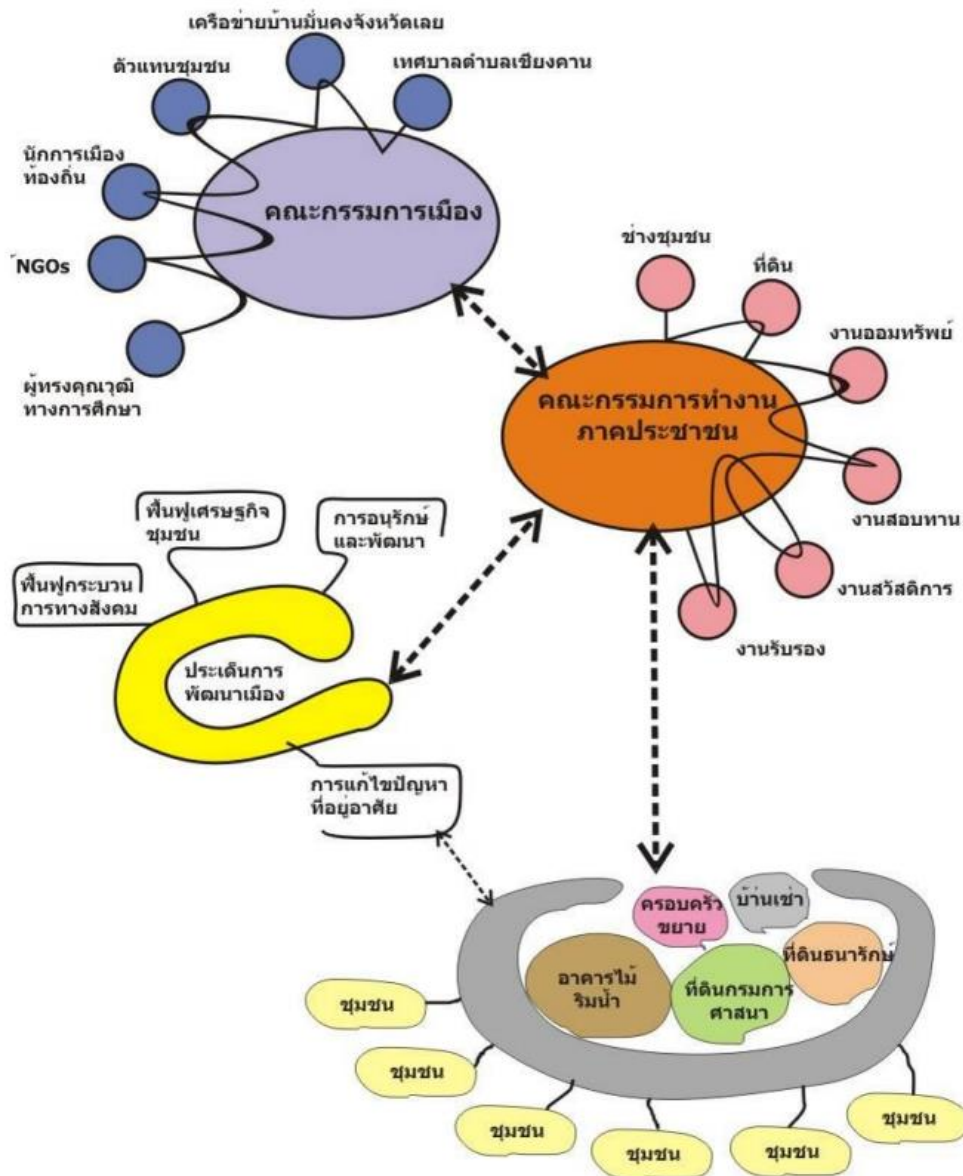 เครือข่ายบ้านมั่นคงจังหวัดเลย
เทศบาลตำบลเชียงคาน
ตัวแทนชุมชน
นักการเมือง
ท้องถิ่น
คณะกรรมการเมือง
NGOs
ผู้ทรงคุณวุฒิ
ทางการศึกษา
ช่างชุมชน
ที่ดิน
งานออมทรัพย์
คณะกรรมการทำงาน
ภาคประชาชน
งานสอบทาน
งานสวัสดิการ
งานรับรอง
ฟื้นฟูเศรษฐกิจ
ชุมชน
การอนุรักษ์
และพัฒนา
ฟื้นฟูกระบวน
การทางสังคม
ประเด็นการ
พัฒนาเมือง
การแก้ไขปัญหา
ที่อยู่อาศัย
ครอบครัว
ขยาย
บ้านเช่า
ที่ดินธนารักษ์
อาคารไม้
ริมน้ำ
ที่ดินกรมการ
ศาสนา
ชุมชน
ชุมชน
ชุมชน
ชุมชน
ชุมชน
ชุมชน